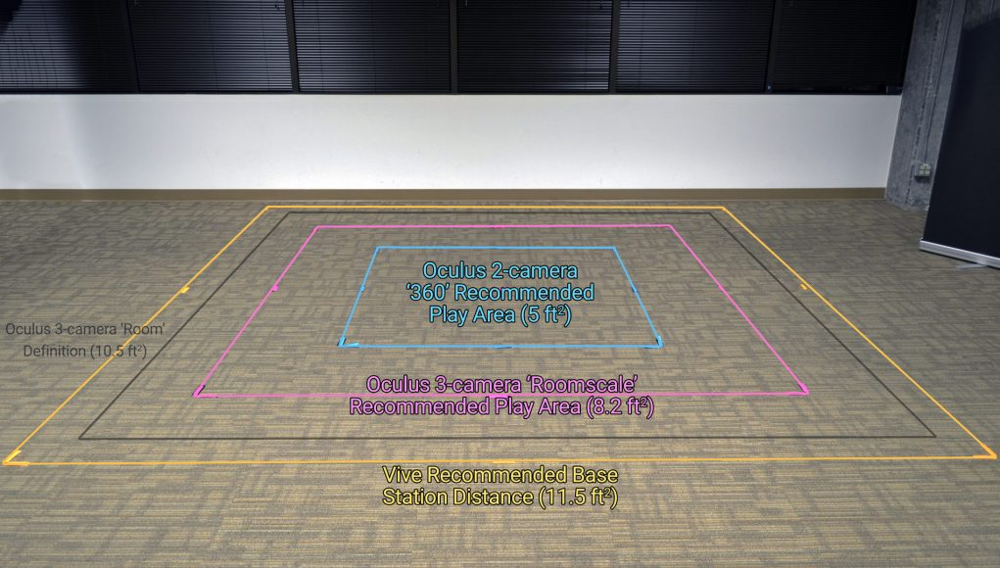 Oculus 2-camera
‘360’ Recommended
Play Area (5 ft²)
Oculus 3-camera ‘Room’
Definition (10.5 ft²)
Oculus 3-camera ‘Roomscale’
Recommended Play Area (8.2 ft²)
Vive Recommended Base
Station Distance (11.5 ft²)